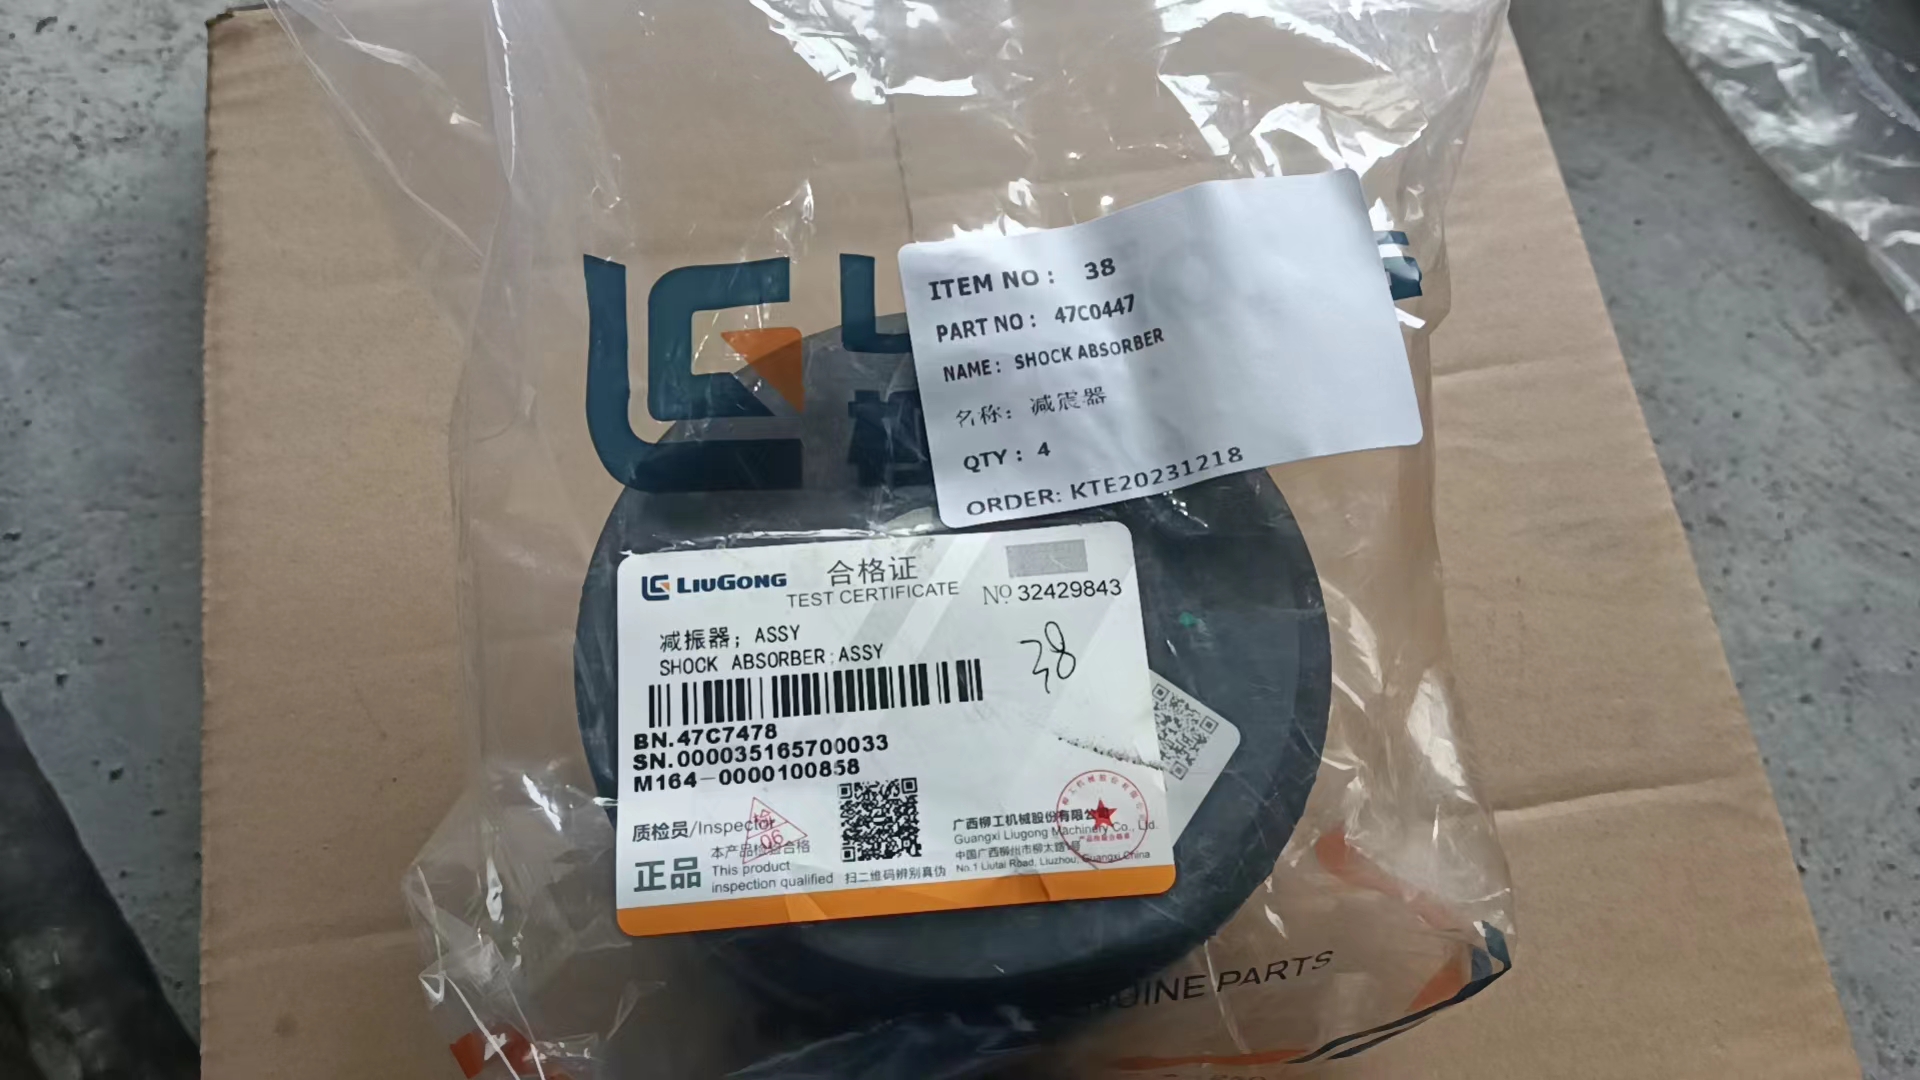 ITEM NO： 38
PART NO： 47C0447
NAME： SHOCK ABSORBER
名称： 减震器
QTY： 4
ORDER: KTE20231218
LIUGONG
合格证
TEST CERTIFICATE
№ 32429843
减振器；ASSY
SHOCK ABSORBER;ASSY
38
BN.47C7478
SN.0000035165700033
M164-0000100858
质检员/Inspector
06
正品
本产品检验合格
This product
inspection qualified
扫二维码辨别真伪
广西柳工机械股份有限公司
Guangxi Liugong Machinery Co., Ltd.
中国广西柳州市柳太路1号
No.1 Liutai Road, Liuzhou, Guangxi, China
PARTS